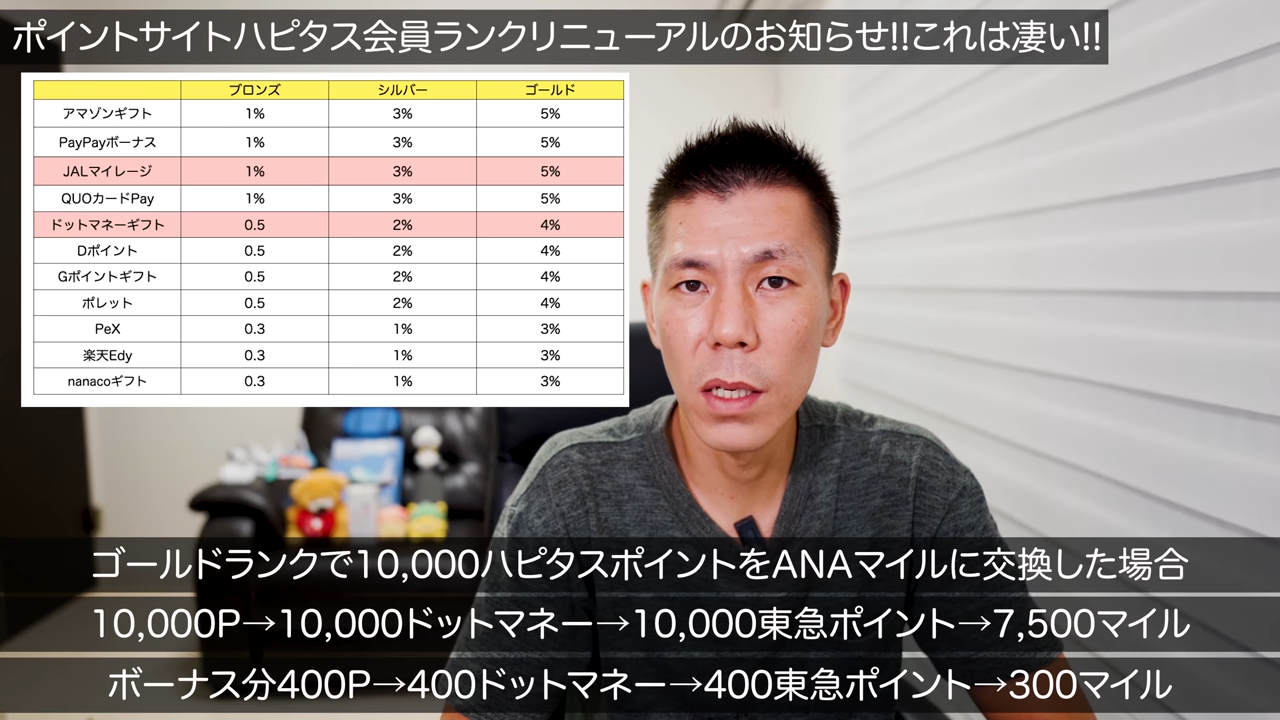 ポイントサイトハピタス会員ランクリニューアルのお知らせ!!これは凄い!!
ブロンズ シルバー ゴールド
アマゾンギフト 1% 3% 5%
PayPayボーナス 1% 3% 5%
JALマイレージ 1% 3% 5%
QUOカードPay 1% 3% 5%
ドットマネーギフト 0.5 2% 4%
Dポイント 0.5 2% 4%
Gポイントギフト 0.5 2% 4%
ポレット 0.5 2% 4%
PeX 0.3 1% 3%
楽天Edy 0.3 1% 3%
nanacoギフト 0.3 1% 3%
ゴールドランクで10,000ハピタスポイントをANAマイルに交換した場合
10,000P→10,000ドットマネー→10,000東急ポイント→7,500マイル
ボーナス分400P→400ドットマネー→400東急ポイント→300マイル